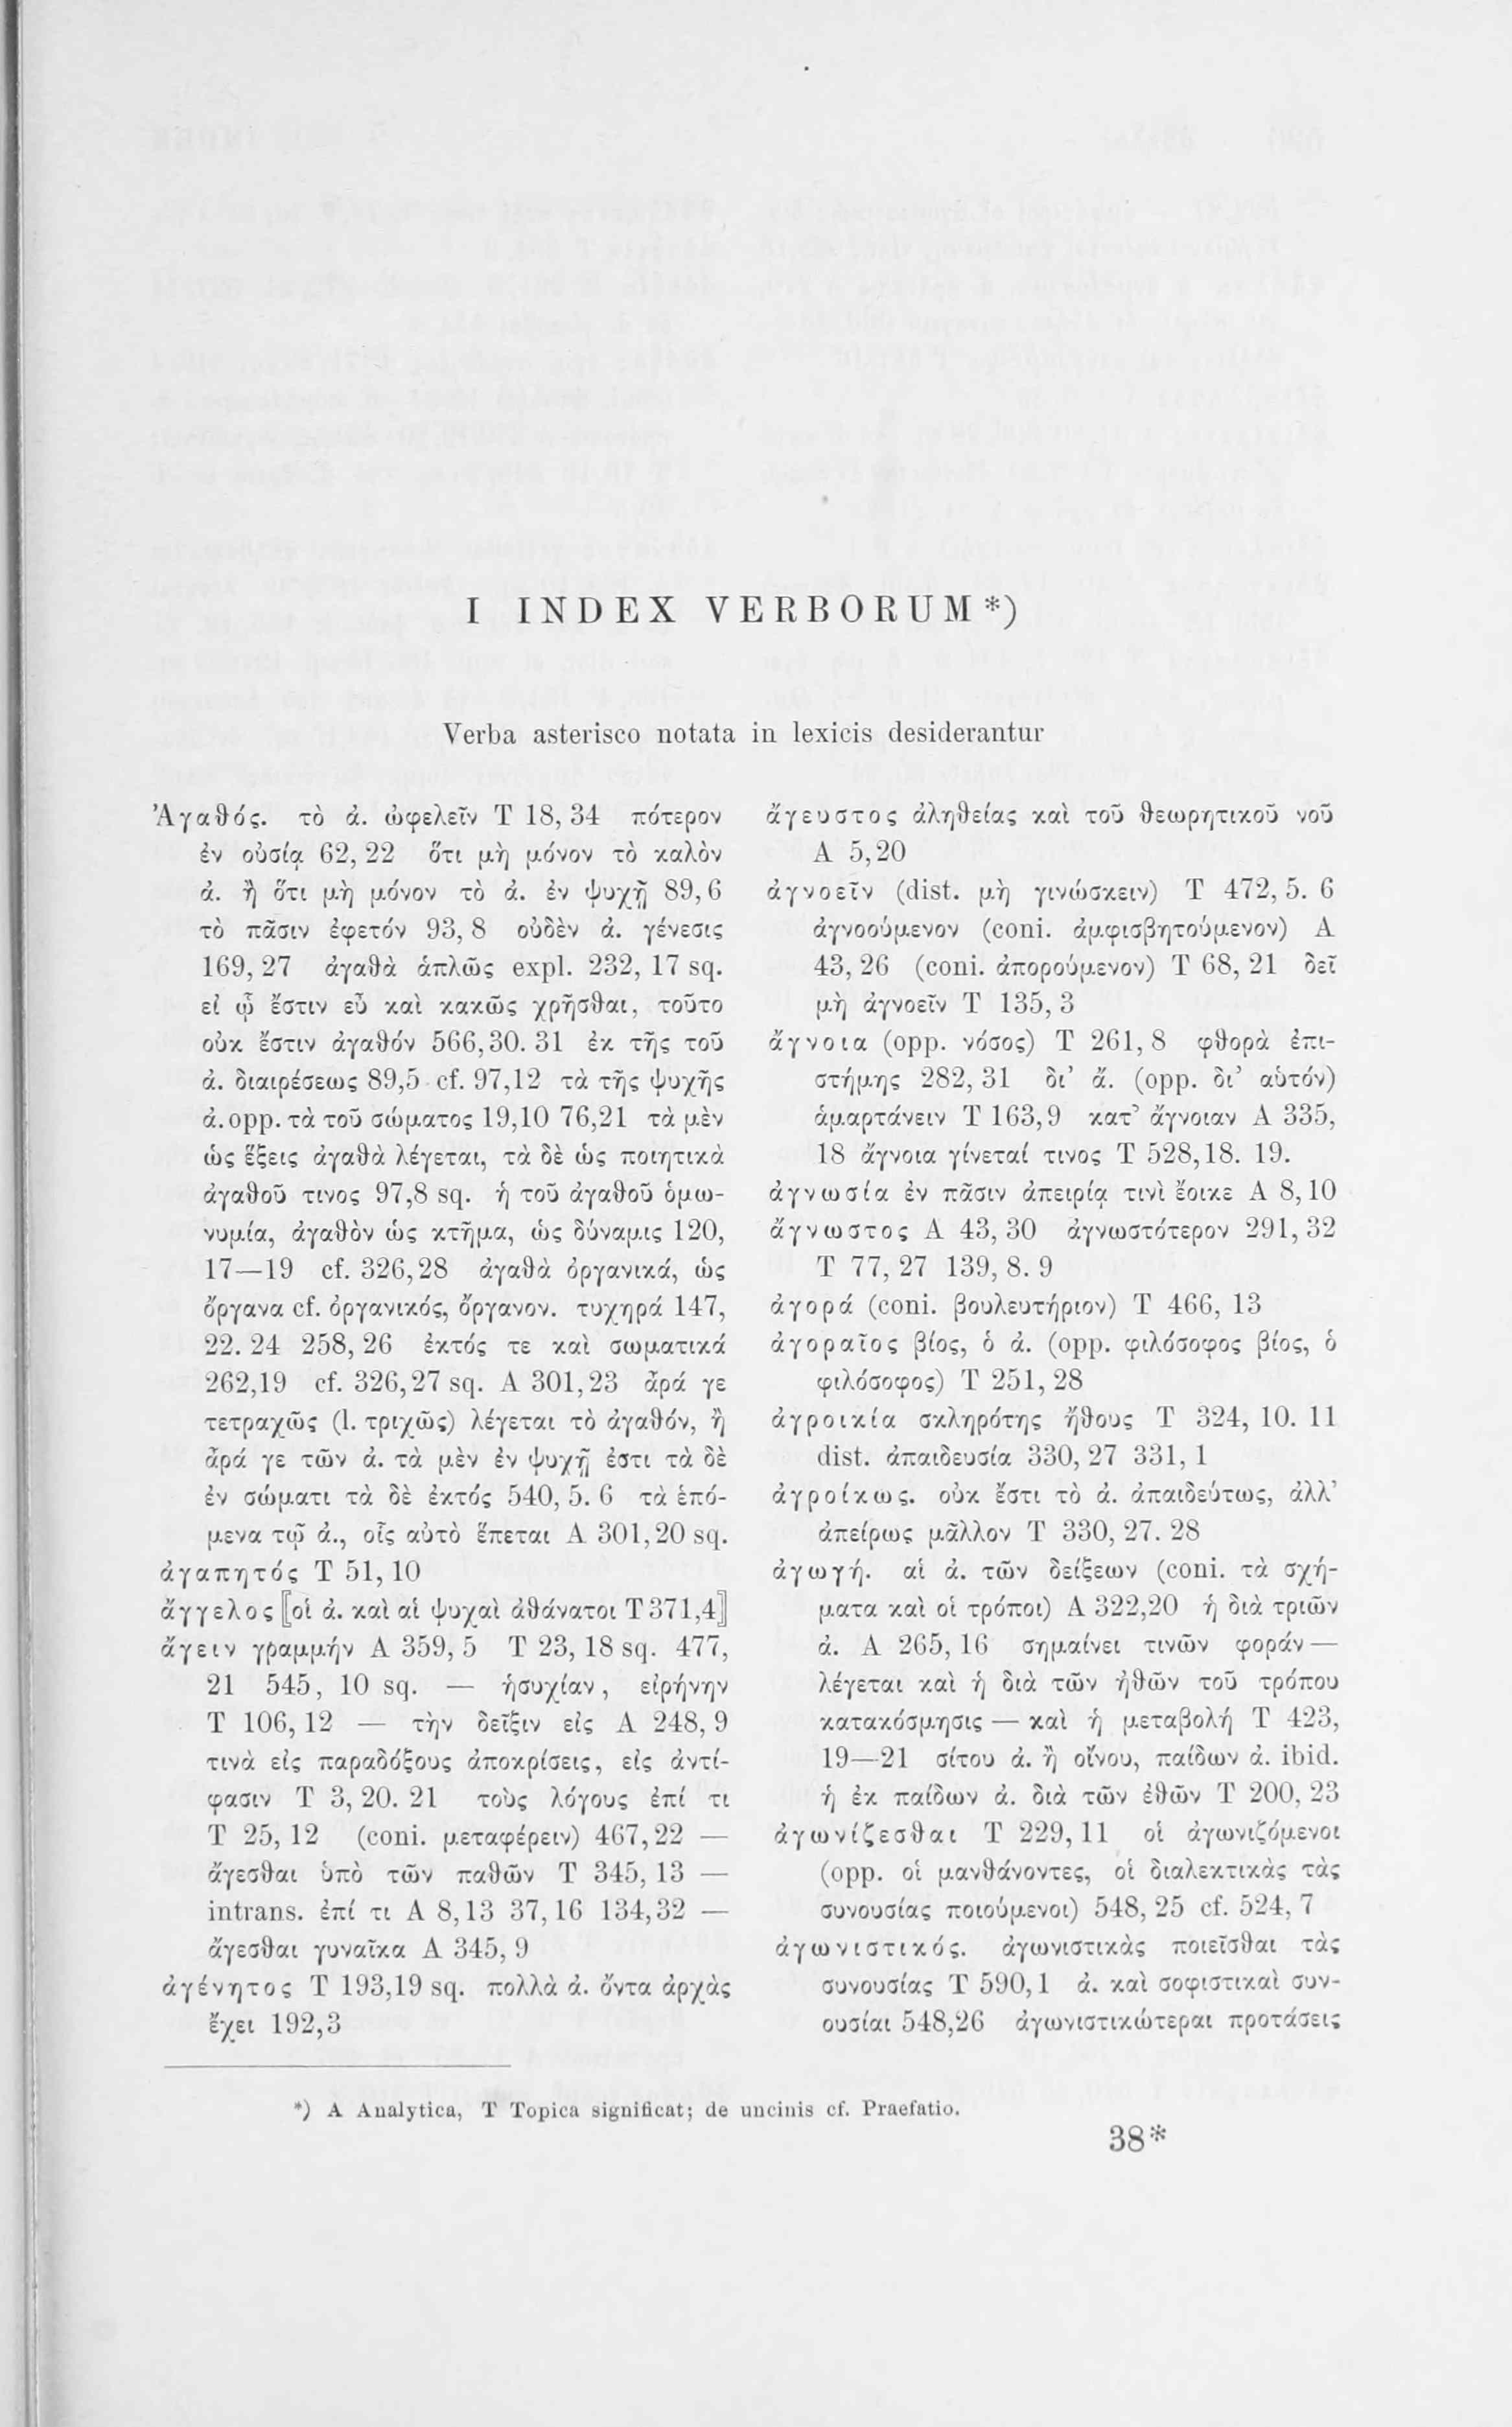 I INDEX VERBORUM*)
Verba asterisco notata in lexicis desiderantur
Ἀγαθός. τὸ ἀ. ὠφελεῖν T 18, 34 πότερον
ἐν οὐσίᾳ 62, 22 ὅτι μὴ μόνον τὸ καλὸν
ἀ. ἢ ὅτι μὴ μόνον τὸ ἀ. ἐν ψυχῇ 89, 6
τὸ πᾶσιν ἐφετόν 93, 8 οὐδὲν ἀ. γένεσις
169, 27 ἀγαθὰ ἁπλῶς expl. 232, 17 sq.
εἰ ᾧ ἔστιν εὖ καὶ κακῶς χρῆσθαι, τοῦτο
οὐκ ἔστιν ἀγαθόν 566,30. 31 ἐκ τῆς τοῦ
ἀ. διαιρέσεως 89,5 cf. 97,12 τὰ τῆς ψυχῆς
ἀ. opp. τὰ τοῦ σώματος 19,10 76,21 τὰ μὲν
ὡς ἕξεις ἀγαθὰ λέγεται, τὰ δὲ ὡς ποιητικὰ
ἀγαθοῦ τινος 97,8 sq. ἡ τοῦ ἀγαθοῦ ὁμω-
νυμία, ἀγαθὸν ὡς κτῆμα, ὡς δύναμις 120,
17—19 cf. 326,28 ἀγαθὰ ὀργανικά, ὡς
ὄργανα cf. ὀργανικός, ὄργανον. τυχηρά 147,
22. 24 258, 26 ἐκτός τε καὶ σωματικά
262,19 cf. 326,27 sq. A 301,23 ἆρά γε
τετραχῶς (l. τριχῶς) λέγεται τὸ ἀγαθόν, ἢ
ἆρά γε τῶν ἀ. τὰ μὲν ἐν ψυχῇ ἐστι τὰ δὲ
ἐν σώματι τὰ δὲ ἐκτός 540, 5. 6 τὰ ἑπό-
μενα τῷ ἀ., οἷς αὐτὸ ἕπεται A 301,20 sq.
ἀγαπητός T 51, 10
ἄγγελος ⟦οἱ ἀ. καὶ αἱ ψυχαὶ ἀθάνατοι T 371,4⟧
ἄγειν γραμμήν A 359, 5 T 23, 18 sq. 477,
21 545, 10 sq. — ἡσυχίαν, εἰρήνην
T 106, 12 — τὴν δεῖξιν εἰς A 248, 9
τινὰ εἰς παραδόξους ἀποκρίσεις, εἰς ἀντί-
φασιν T 3, 20. 21 τοὺς λόγους ἐπί τι
T 25, 12 (coni. μεταφέρειν) 467, 22 —
ἄγεσθαι ὑπὸ τῶν παθῶν T 345, 13 —
intrans. ἐπί τι A 8,13 37,16 134,32 —
ἄγεσθαι γυναῖκα A 345, 9
ἀγένητος T 193,19 sq. πολλὰ ἀ. ὄντα ἀρχὰς
ἔχει 192,3
ἄγευστος ἀληθείας καὶ τοῦ θεωρητικοῦ νοῦ
A 5,20
ἀγνοεῖν (dist. μὴ γινώσκειν) T 472, 5. 6
ἀγνοούμενον (coni. ἀμφισβητούμενον) A
43, 26 (coni. ἀπορούμενον) T 68, 21 δεῖ
μὴ ἀγνοεῖν T 135, 3
ἄγνοια (opp. νόσος) T 261, 8 φθορὰ ἐπι-
στήμης 282, 31 δι’ ἄ. (opp. δι’ αὑτόν)
ἁμαρτάνειν T 163,9 κατ’ ἄγνοιαν A 335,
18 ἄγνοια γίνεταί τινος T 528,18. 19.
ἀγνωσία ἐν πᾶσιν ἀπειρίᾳ τινὶ ἔοικε A 8,10
ἄγνωστος A 43, 30 ἀγνωστότερον 291, 32
T 77, 27 139, 8. 9
ἀγορά (coni. βουλευτήριον) T 466, 13
ἀγοραῖος βίος, ὁ ἀ. (opp. φιλόσοφος βίος, ὁ
φιλόσοφος) T 251, 28
ἀγροικία σκληρότης ἤθους T 324, 10. 11
dist. ἀπαιδευσία 330, 27 331, 1
ἀγροίκως. οὐκ ἔστι τὸ ἀ. ἀπαιδεύτως, ἀλλ’
ἀπείρως μᾶλλον T 330, 27. 28
ἀγωγή. αἱ ἀ. τῶν δείξεων (coni. τὰ σχή-
ματα καὶ οἱ τρόποι) A 322,20 ἡ διὰ τριῶν
ἀ. A 265, 16 σημαίνει τινῶν φοράν —
λέγεται καὶ ἡ διὰ τῶν ἠθῶν τοῦ τρόπου
κατακόσμησις — καὶ ἡ μεταβολή T 423,
19—21 σίτου ἀ. ἢ οἴνου, παίδων ἀ. ibid.
ἡ ἐκ παίδων ἀ. διὰ τῶν ἐθῶν T 200, 23
ἀγωνίζεσθαι T 229, 11 οἱ ἀγωνιζόμενοι
(opp. οἱ μανθάνοντες, οἱ διαλεκτικὰς τὰς
συνουσίας ποιούμενοι) 548, 25 cf. 524, 7
ἀγωνιστικός. ἀγωνιστικὰς ποιεῖσθαι τὰς
συνουσίας T 590, 1 ἀ. καὶ σοφιστικαὶ συν-
ουσίαι 548,26 ἀγωνιστικώτεραι προτάσεις
*) A Analytica, T Topica significat; de uncinis cf. Praefatio.
38*